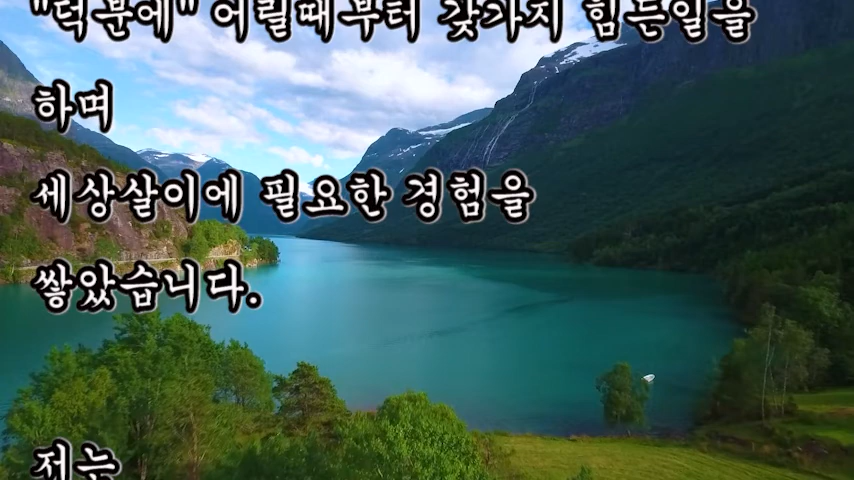 "덕분에" 어릴때부터 갖가지 힘든일을
하며
세상살이에 필요한 경험을
쌓았습니다.
저는